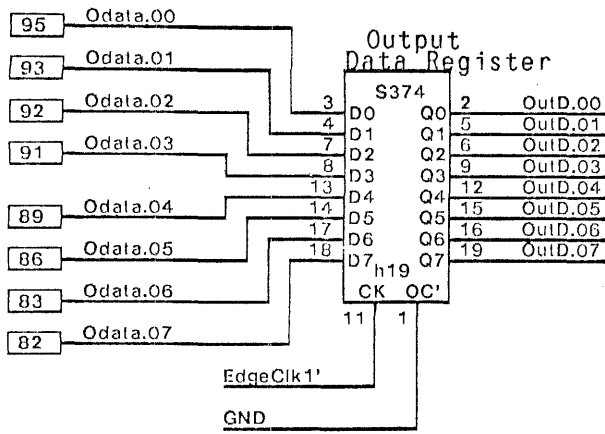 95 Odata.00
93 Odata.01
92 Odata.02
91 Odata.03
89 Odata.04
86 Odata.05
83 Odata.06
82 Odata.07
Output
Data Register
S374
3 D0 Q0 2 OutD.00
4 D1 Q1 5 OutD.01
7 D2 Q2 6 OutD.02
8 D3 Q3 9 OutD.03
13 D4 Q4 12 OutD.04
14 D5 Q5 15 OutD.05
17 D6 Q6 16 OutD.06
18 D7 Q7 19 OutD.07
h19
CK OC'
11 1
EdgeClk1'
GND